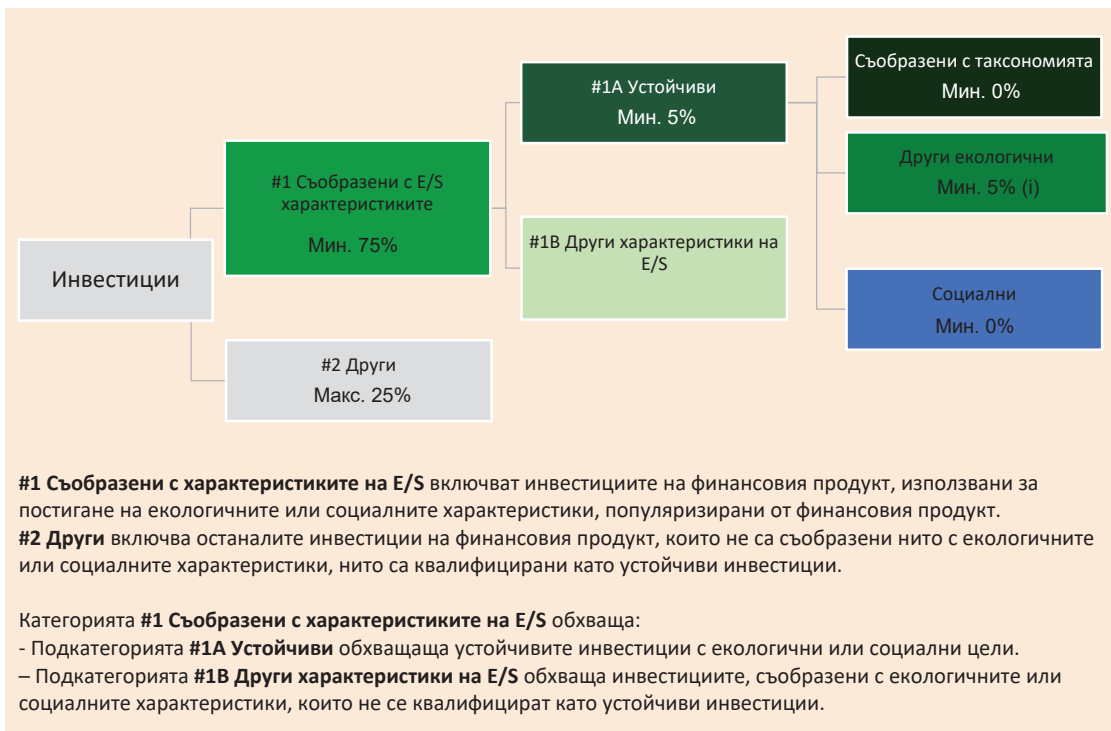 Инвестиции
#1 Съобразени с E/S
характеристиките
Мин. 75%
#2 Други
Макс. 25%
#1A Устойчиви
Мин. 5%
#1B Други характеристики на
E/S
Съобразени с таксономията
Мин. 0%
Други екологични
Мин. 5% (i)
Социални
Мин. 0%
#1 Съобразени с характеристиките на E/S включват инвестициите на финансовия продукт, използвани за
постигане на екологичните или социалните характеристики, популяризирани от финансовия продукт.
#2 Други включва останалите инвестиции на финансовия продукт, които не са съобразени нито с екологичните
или социалните характеристики, нито са квалифицирани като устойчиви инвестиции.
Категорията #1 Съобразени с характеристиките на E/S обхваща:
- Подкатегорията #1A Устойчиви обхващаща устойчивите инвестиции с екологични или социални цели.
– Подкатегорията #1B Други характеристики на E/S обхваща инвестициите, съобразени с екологичните или
социалните характеристики, които не се квалифицират като устойчиви инвестиции.